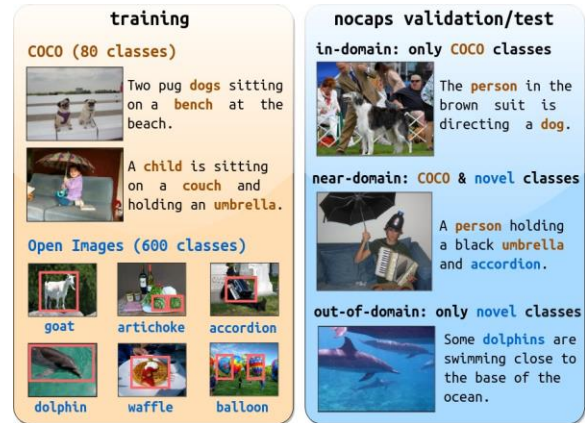 training
COCO (80 classes)
Two pug dogs sitting
on a bench at the
beach.
A child is sitting
on a couch and
holding an umbrella.
Open Images (600 classes)
goat
artichoke
accordion
dolphin
waffle
balloon
nocaps validation/test
in-domain: only COCO classes
The person in the
brown suit is
directing a dog.
near-domain: COCO & novel classes
A person holding
a black umbrella
and accordion.
out-of-domain: only novel classes
Some dolphins are
swimming close to
the base of the
ocean.